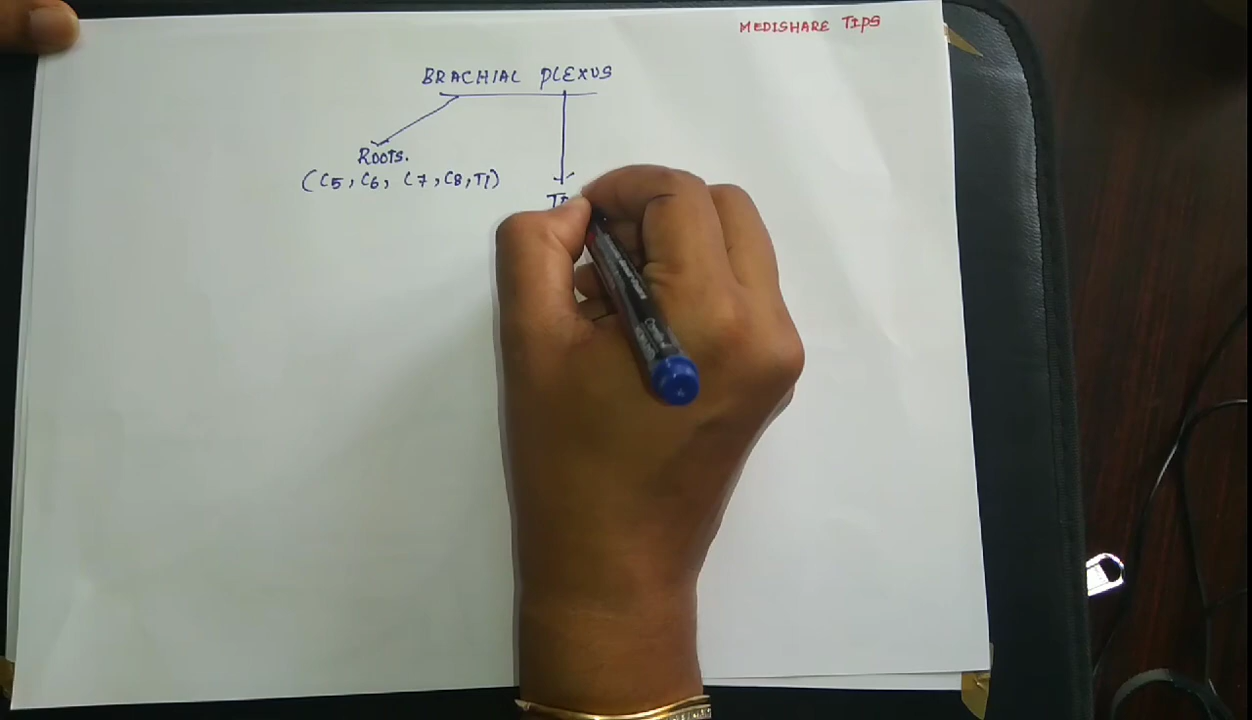 MEDISHARE TIPS
BRACHIAL PLEXUS
ROOTS.
(C5, C6, C7, C8, T1)